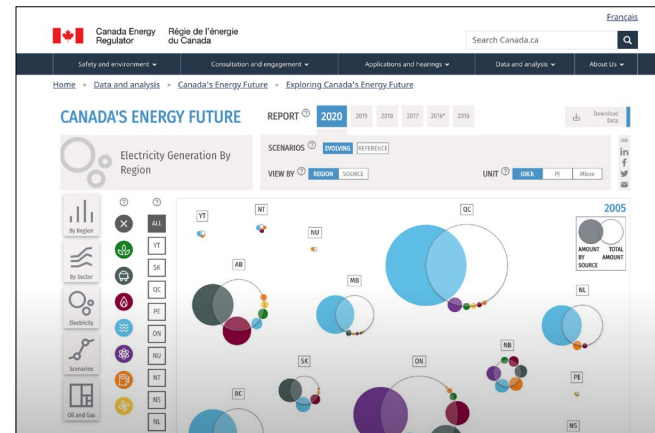 Français
Canada Energy Regulator
Régie de l'énergie du Canada
Search Canada.ca
Safety and environment
Consultation and engagement
Applications and hearings
Data and analysis
About Us
Home > Data and analysis > Canada's Energy Future > Exploring Canada's Energy Future
CANADA'S ENERGY FUTURE
REPORT ? 2020 2019 2018 2017 2016* 2016
Download Data
Electricity Generation By Region
SCENARIOS ? EVOLVING REFERENCE
VIEW BY ? REGION SOURCE
UNIT ? GW.h PJ Mboe
in
f
By Region
By Sector
Electricity
Scenarios
Oil and Gas
?
?
ALL
YT
SK
QC
PE
ON
NU
NT
NS
NL
2005
AMOUNT BY SOURCE
TOTAL AMOUNT
YT
NT
NU
QC
AB
MB
NL
SK
ON
NB
PE
BC
NS